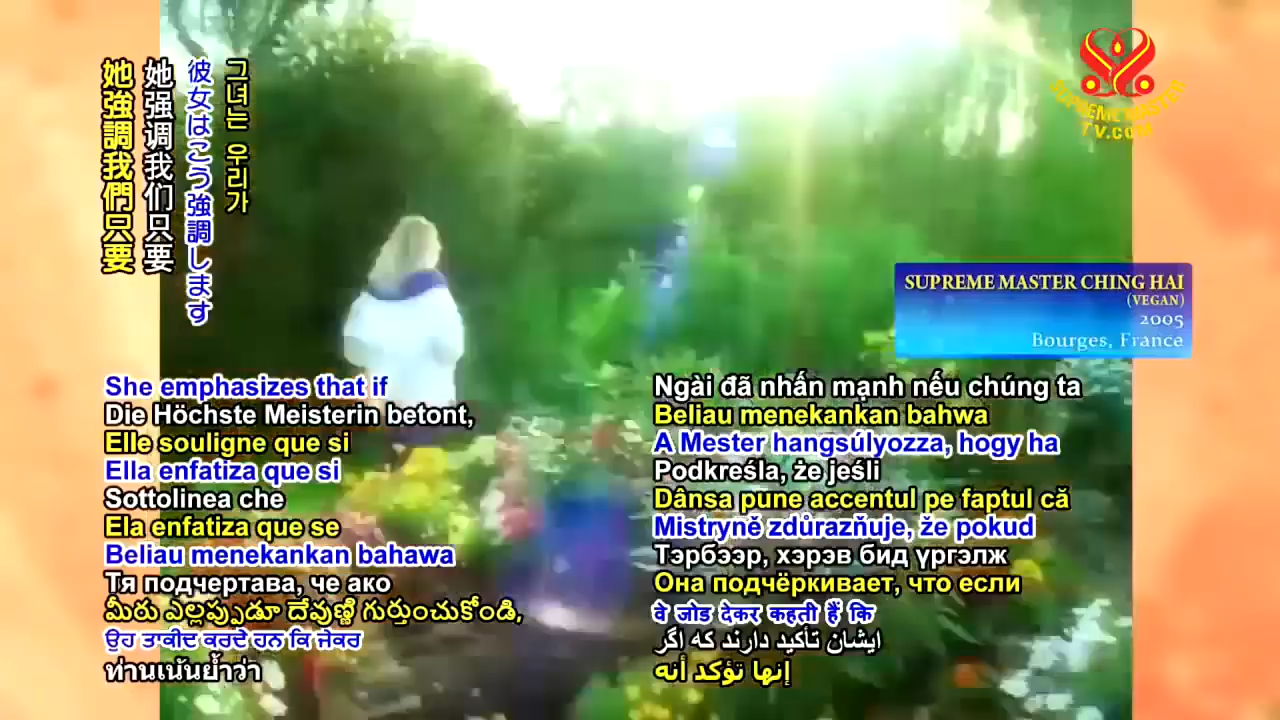 她強調我們只要
她强调我们只要
彼女はこう強調します
그녀는 우리가
SUPREME MASTER
TV.COM
SUPREME MASTER CHING HAI
(VEGAN)
2005
Bourges, France
She emphasizes that if
Die Höchste Meisterin betont,
Elle souligne que si
Ella enfatiza que si
Sottolinea che
Ela enfatiza que se
Beliau menekankan bahawa
Тя подчертава, че ако
మీరు ఎల్లప్పుడూ దేవుణ్ణి గుర్తుంచుకోండి,
ਉਹ ਤਾਕੀਦ ਕਰਦੇ ਹਨ ਕਿ ਜੇਕਰ
ท่านเน้นย้ำว่า
Ngài đã nhấn mạnh nếu chúng ta
Beliau menekankan bahwa
A Mester hangsúlyozza, hogy ha
Podkreśla, że jeśli
Dânsa pune accentul pe faptul că
Mistryně zdůrazňuje, že pokud
Тэрбээр, хэрэв бид үргэлж
Она подчёркивает, что если
वे जोड देकर कहती हैं कि
ایشان تأکید دارند که اگر
إنها تؤكد أنه